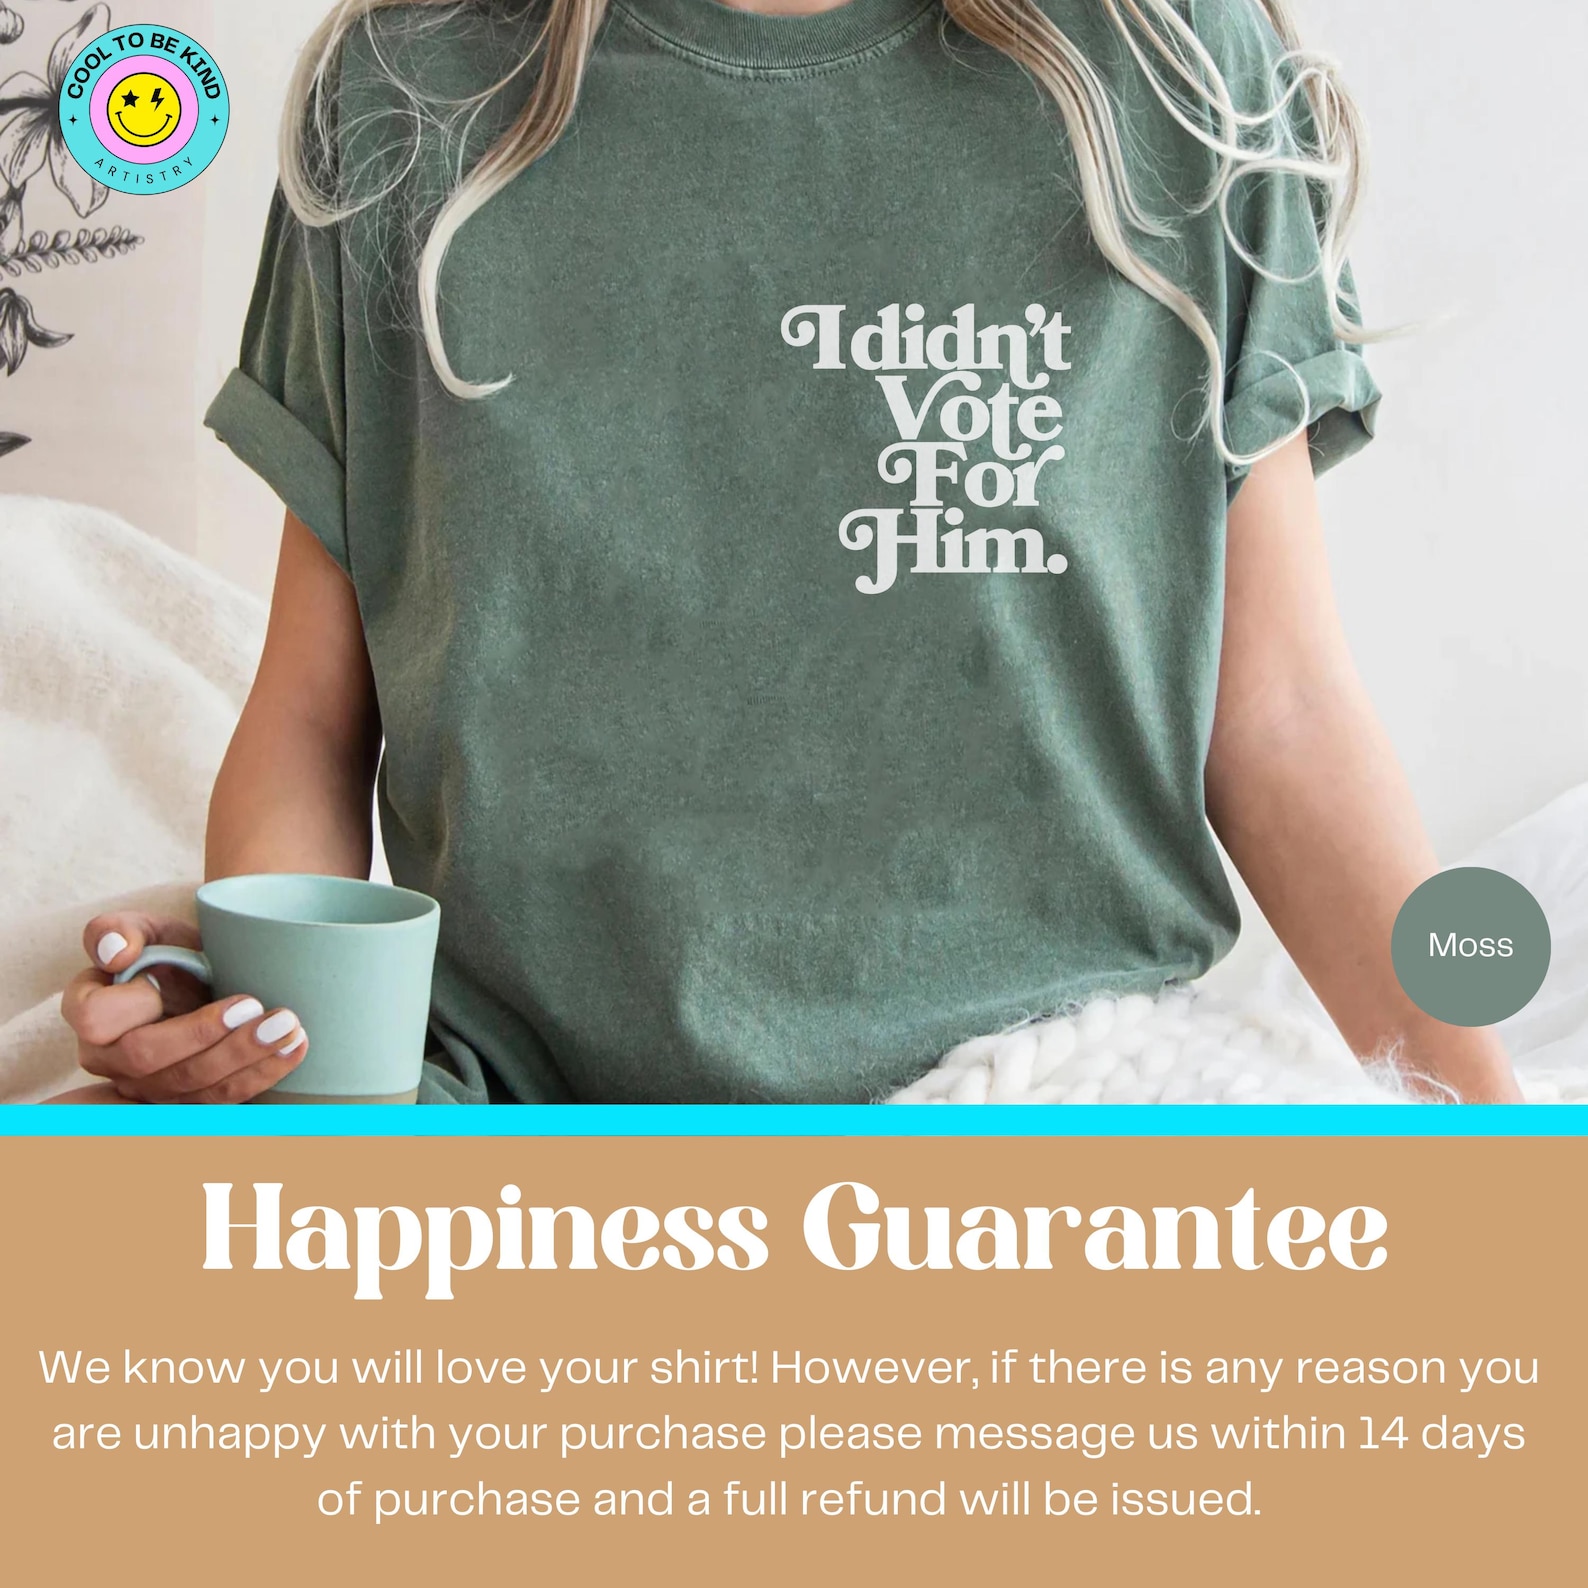 COOL TO BE KIND
ARTISTRY
I didn't
Vote
For
Him.
Moss
Happiness Guarantee
We know you will love your shirt! However, if there is any reason you
are unhappy with your purchase please message us within 14 days
of purchase and a full refund will be issued.